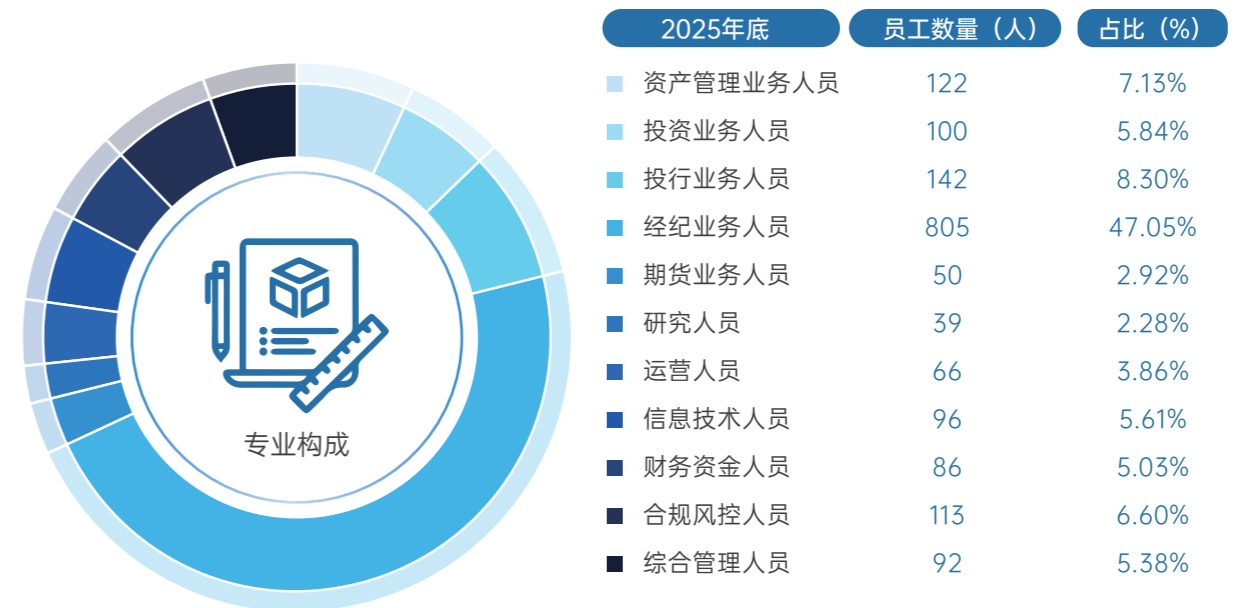 2025年底 员工数量（人） 占比（%）
资产管理业务人员 122 7.13%
投资业务人员 100 5.84%
投行业务人员 142 8.30%
经纪业务人员 805 47.05%
期货业务人员 50 2.92%
研究人员 39 2.28%
运营人员 66 3.86%
信息技术人员 96 5.61%
财务资金人员 86 5.03%
合规风控人员 113 6.60%
综合管理人员 92 5.38%
专业构成